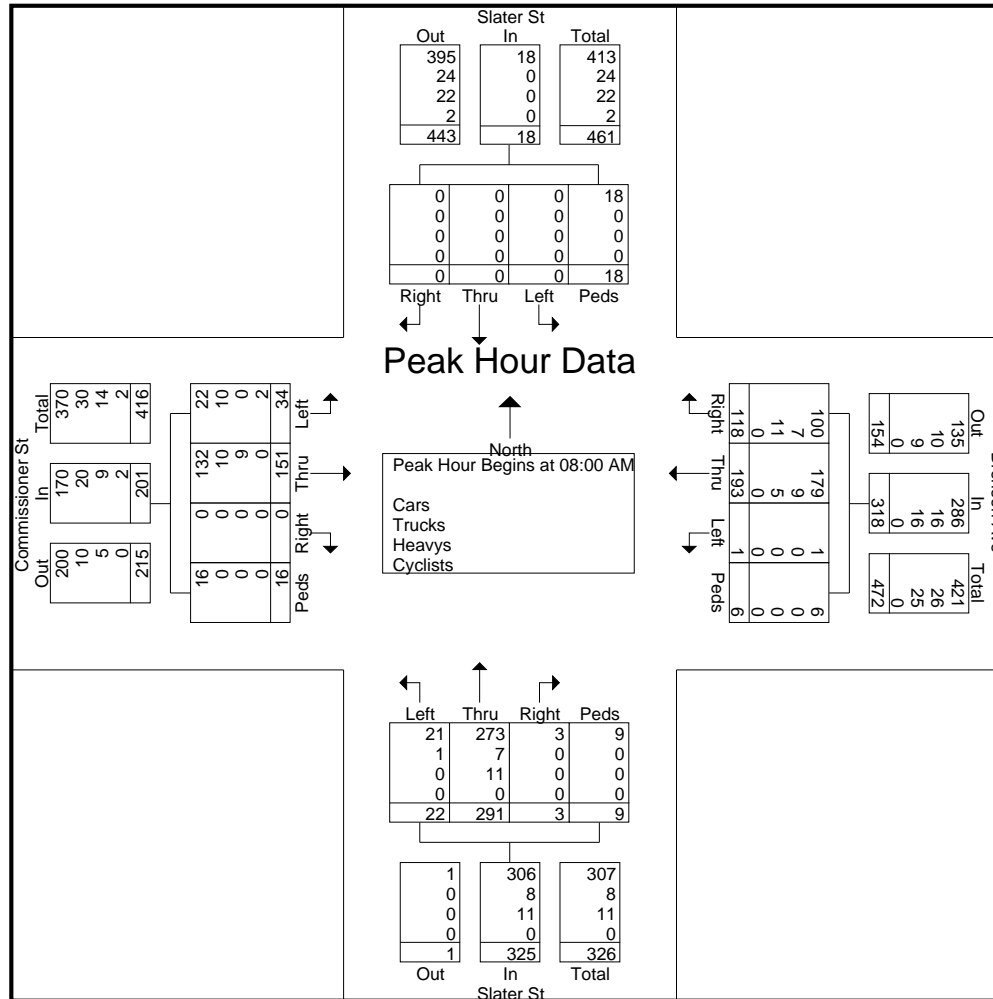 Slater St
Out In Total
395 18 413
24 0 24
22 0 22
2 0 2
443 18 461
0 0 0 18
0 0 0 0
0 0 0 0
0 0 0 0
0 0 0 18
Right Thru Left Peds
Peak Hour Data
North
Peak Hour Begins at 08:00 AM
Cars
Trucks
Heavys
Cyclists
Commissioner St
Total In Out
370 170 200
30 20 10
14 9 5
2 2 0
416 201 215
22 132 0 16
10 10 0 0
0 9 0 0
2 0 0 0
34 151 0 16
Left Thru Right Peds
Right Thru Left Peds
118 193 1 6
0 0 0 0
11 5 0 0
7 9 0 0
100 179 1 6
154 318 472
0 0 0
9 16 25
10 16 26
135 286 421
Out In Total
Left Thru Right Peds
21 273 3 9
1 7 0 0
0 11 0 0
0 0 0 0
22 291 3 9
1 306 307
0 8 8
0 11 11
0 0 0
1 325 326
Out In Total
Slater St